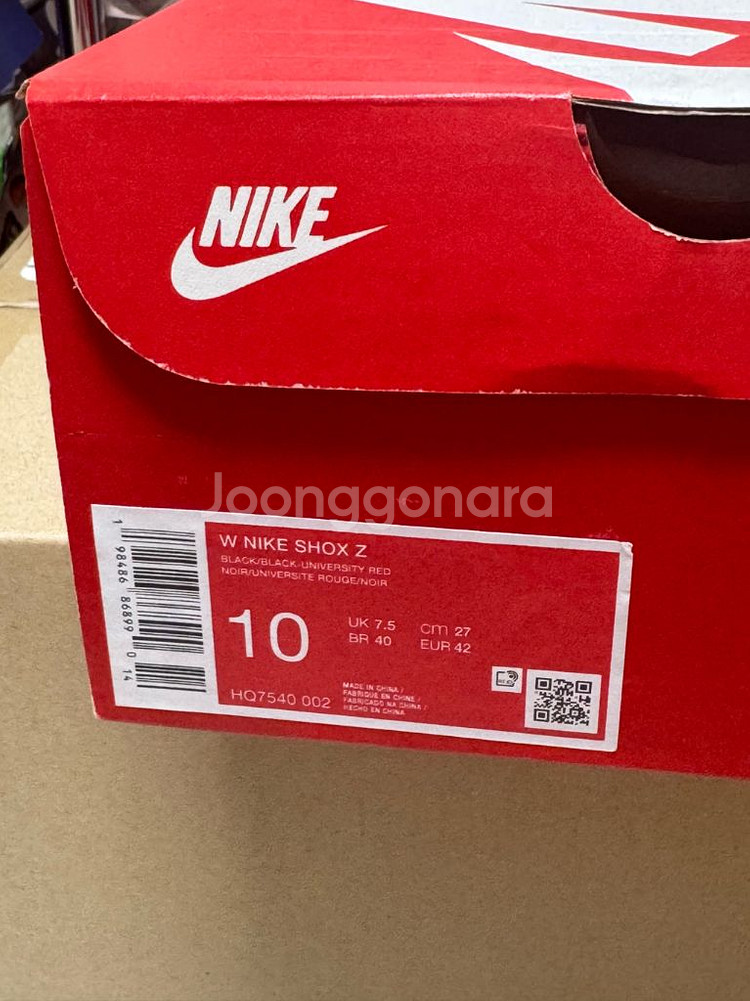 NIKE
Joonggonara
W NIKE SHOX Z
BLACK/BLACK-UNIVERSITY RED
NOIR/UNIVERSITE ROUGE/NOIR
10
UK 7.5 cm 27
BR 40 EUR 42
HQ7540 002
MADE IN CHINA /
FABRIQUE EN CHINE /
FABRICADO NA CHINA /
HECHO EN CHINA
1 98486 86899 0 14